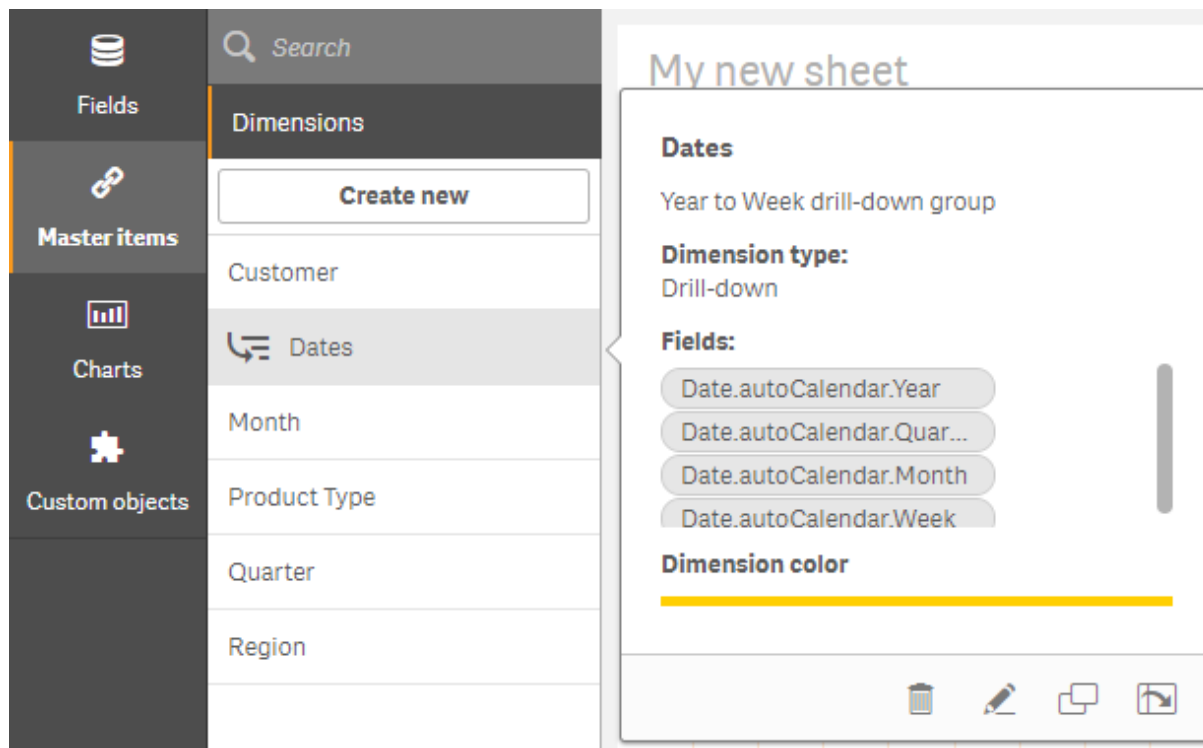 Fields
Master items
Charts
Custom objects
Search
Dimensions
Create new
Customer
Dates
Month
Product Type
Quarter
Region
My new sheet
Dates
Year to Week drill-down group
Dimension type:
Drill-down
Fields:
Date.autoCalendar.Year
Date.autoCalendar.Quar...
Date.autoCalendar.Month
Date.autoCalendar.Week
Dimension color